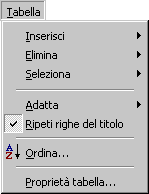 Tabella
Inserisci
Elimina
Seleziona
Adatta
Ripeti righe del titolo
A
Z
Ordina...
Proprietà tabella...